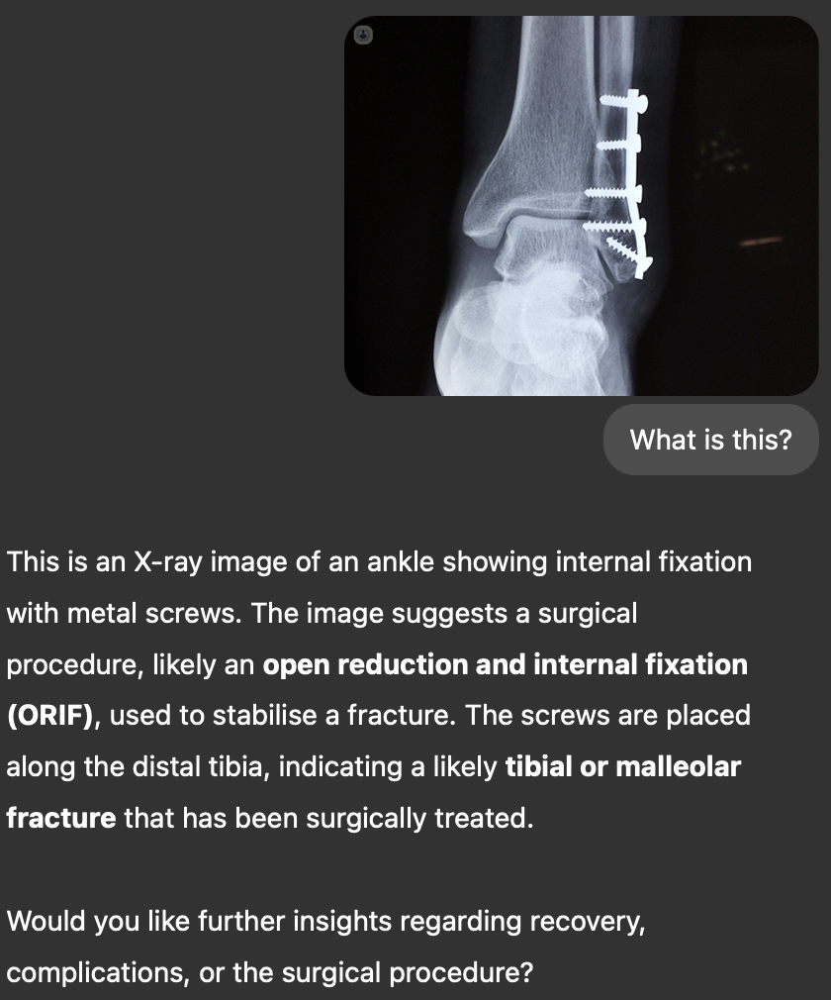 What is this?
This is an X-ray image of an ankle showing internal fixation
with metal screws. The image suggests a surgical
procedure, likely an open reduction and internal fixation
(ORIF), used to stabilise a fracture. The screws are placed
along the distal tibia, indicating a likely tibial or malleolar
fracture that has been surgically treated.
Would you like further insights regarding recovery,
complications, or the surgical procedure?